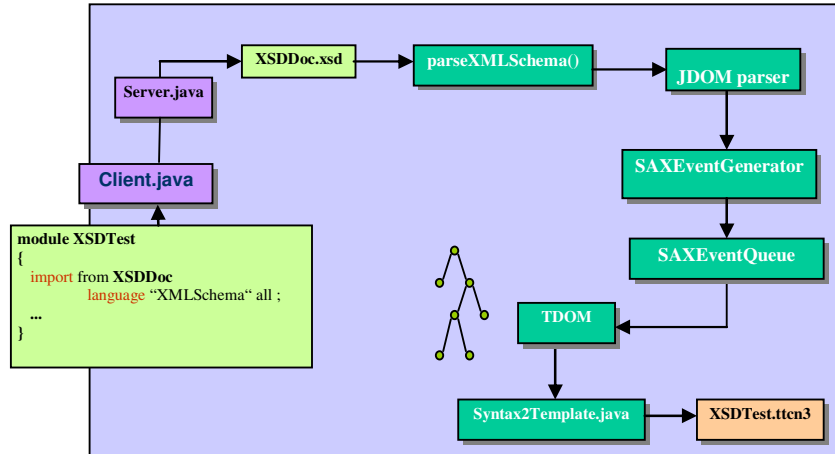 XSDDoc.xsd
parseXMLSchema()
JDOM parser
Server.java
Client.java
SAXEventGenerator
module XSDTest
{
import from XSDDoc
language “XMLSchema“ all ;
...
}
SAXEventQueue
TDOM
Syntax2Template.java
XSDTest.ttcn3